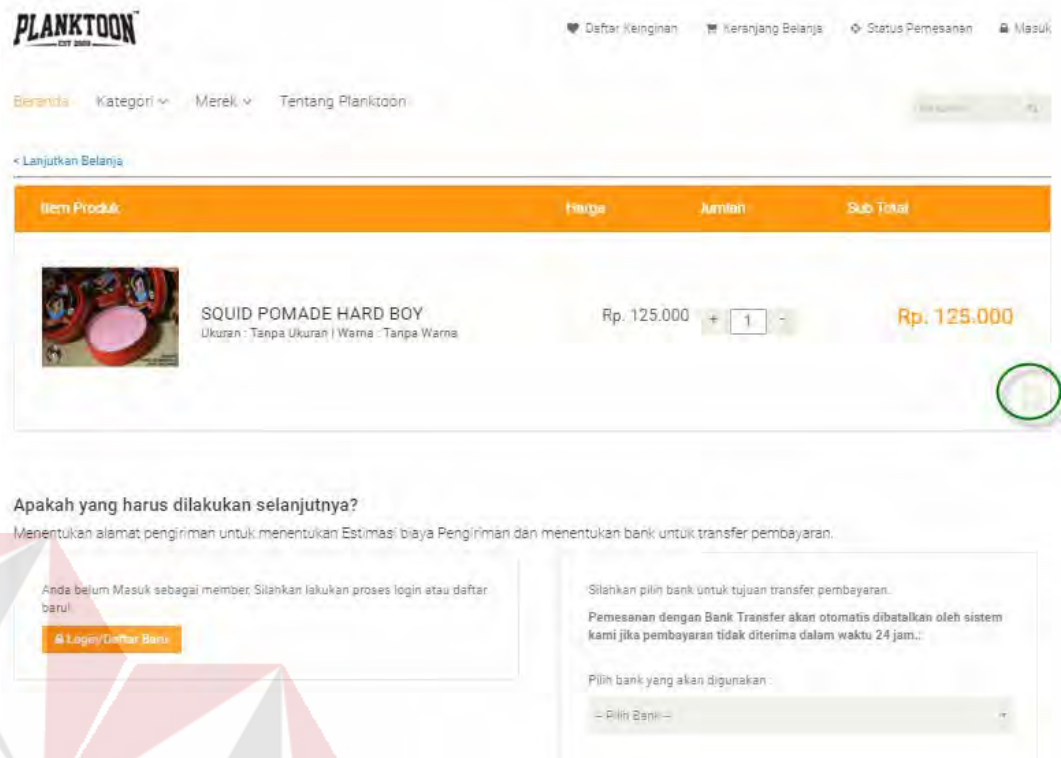 PLANKTOON
EST 2009
Daftar Keinginan Keranjang Belanja Status Pemesanan Masuk
Beranda Kategori Merek Tentang Planktoon
< Lanjutkan Belanja
Item Produk Harga Jumlah Sub Total
SQUID POMADE HARD BOY
Ukuran : Tanpa Ukuran | Warna : Tanpa Warna
Rp. 125.000 + 1 - Rp. 125.000
Apakah yang harus dilakukan selanjutnya?
Menentukan alamat pengiriman untuk menentukan Estimasi biaya Pengiriman dan menentukan bank untuk transfer pembayaran.
Anda belum Masuk sebagai member. Silahkan lakukan proses login atau daftar
baru!
Login/Daftar Baru
Silahkan pilih bank untuk tujuan transfer pembayaran.
Pemesanan dengan Bank Transfer akan otomatis dibatalkan oleh sistem
kami jika pembayaran tidak diterima dalam waktu 24 jam.:
Pilih bank yang akan digunakan :
-- Pilih Bank --